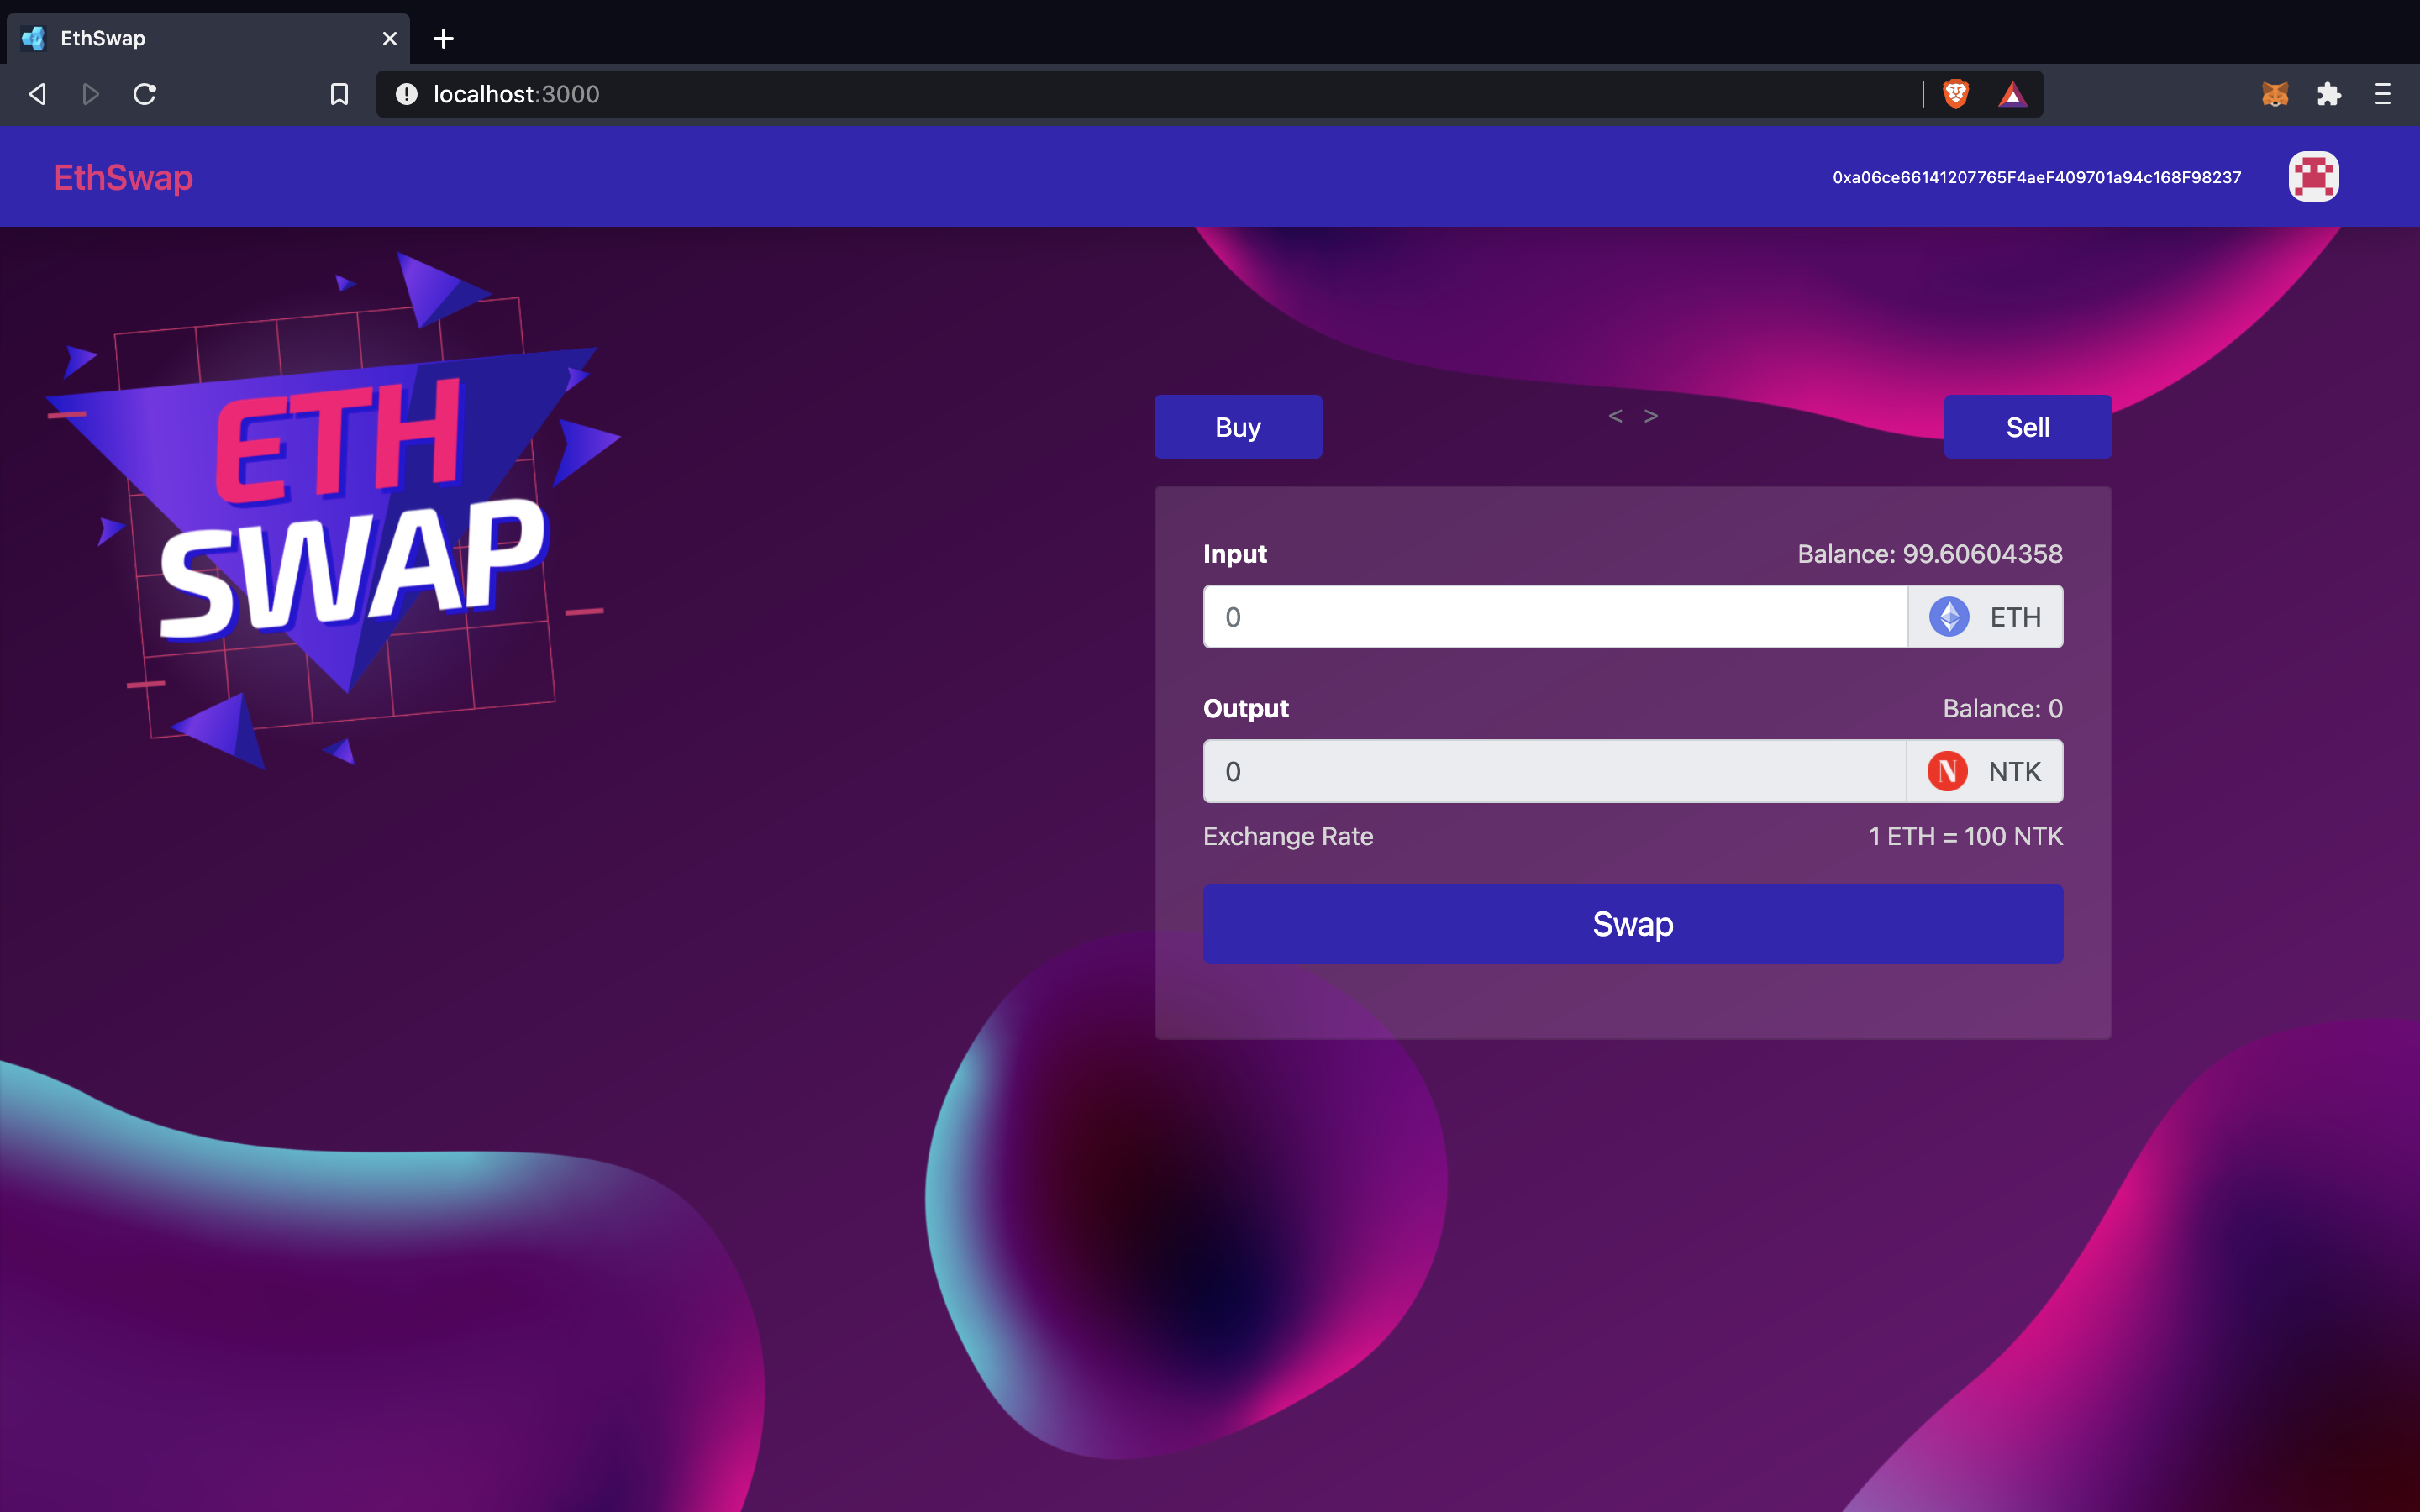 EthSwap
localhost:3000
EthSwap
0xa06ce66141207765F4aeF409701a94c168F98237
ETH
SWAP
Buy
< >
Sell
Input
Balance: 99.60604358
0
ETH
Output
Balance: 0
0
N
NTK
Exchange Rate
1 ETH = 100 NTK
Swap